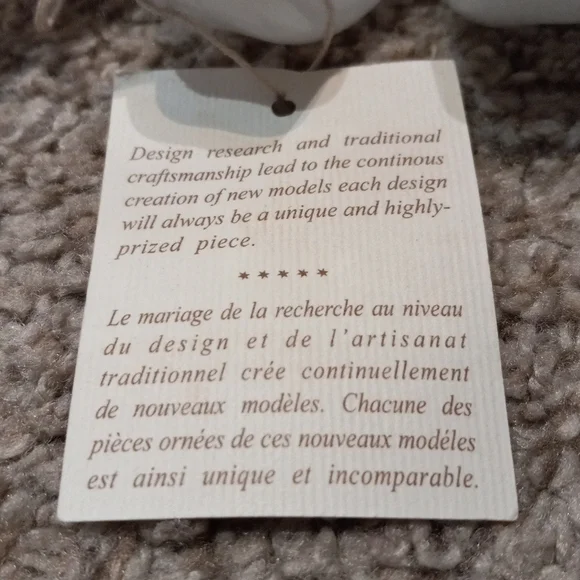 Design research and traditional
craftsmanship lead to the continous
creation of new models each design
will always be a unique and highly-
prized piece.
★ ★ ★ ★ ★
Le mariage de la recherche au niveau
du design et de l'artisanat
traditionnel crée continuellement
de nouveaux modèles. Chacune des
pièces ornées de ces nouveaux modéles
est ainsi unique et incomparable.